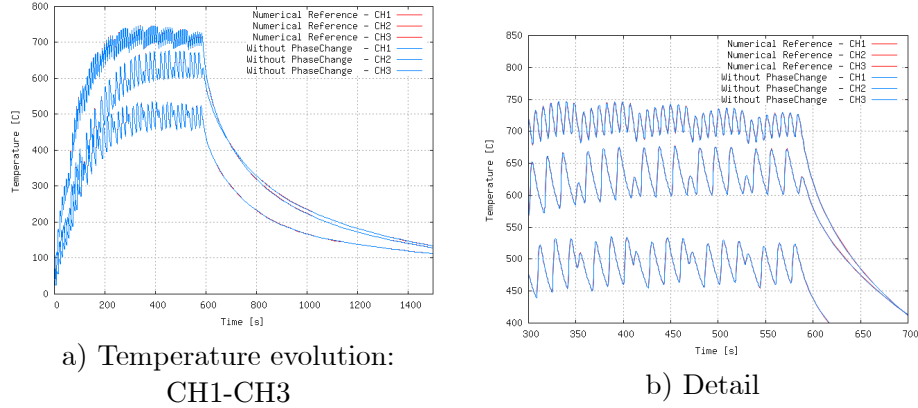 800
700
600
500
400
300
200
100
0
Temperature [C]
Numerical Reference - CH1
Numerical Reference - CH2
Numerical Reference - CH3
Without PhaseChange - CH1
Without PhaseChange - CH2
Without PhaseChange - CH3
0 200 400 600 800 1000 1200 1400
Time [s]
a) Temperature evolution:
CH1-CH3
850
800
750
700
650
600
550
500
450
400
Temperature [C]
Numerical Reference - CH1
Numerical Reference - CH2
Numerical Reference - CH3
Without PhaseChange - CH1
Without PhaseChange - CH2
Without PhaseChange - CH3
300 350 400 450 500 550 600 650 700
Time [s]
b) Detail